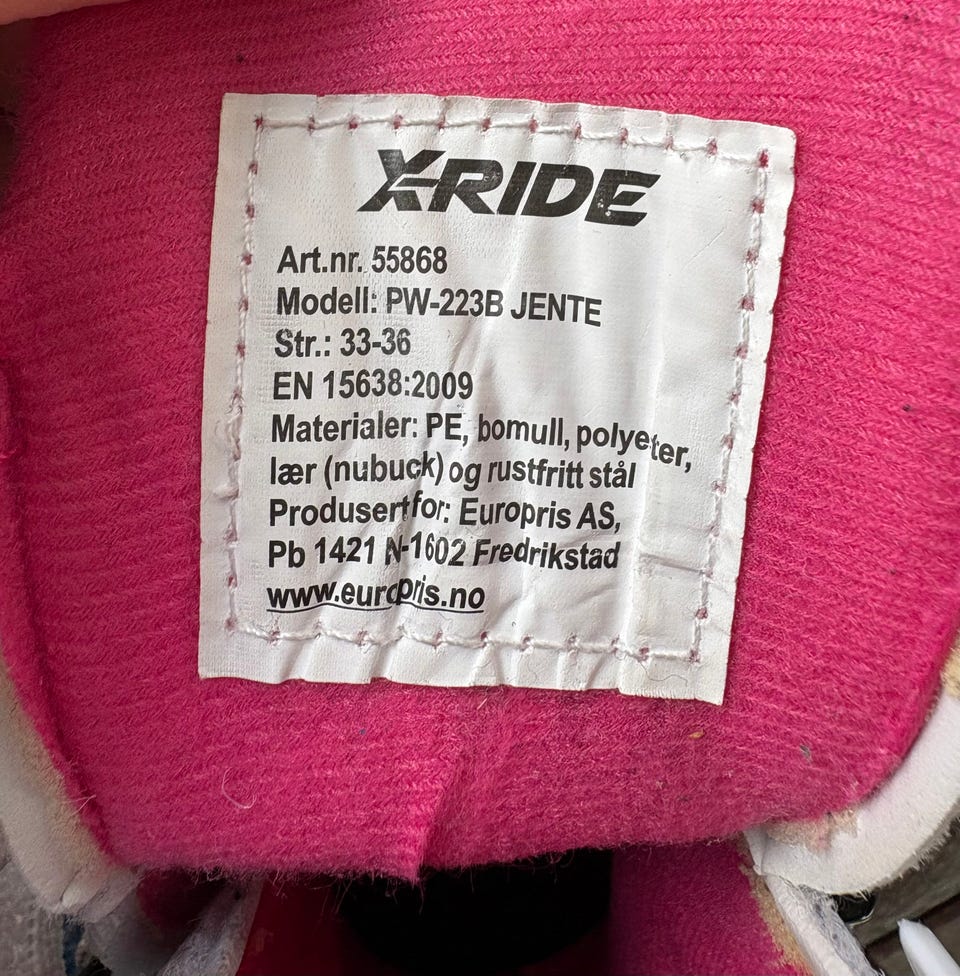 X-RIDE
Art.nr. 55868
Modell: PW-223B JENTE
Str.: 33-36
EN 15638:2009
Materialer: PE, bomull, polyeter,
lær (nubuck) og rustfritt stål
Produsert for: Europris AS,
Pb 1421 N-1602 Fredrikstad
www.europris.no